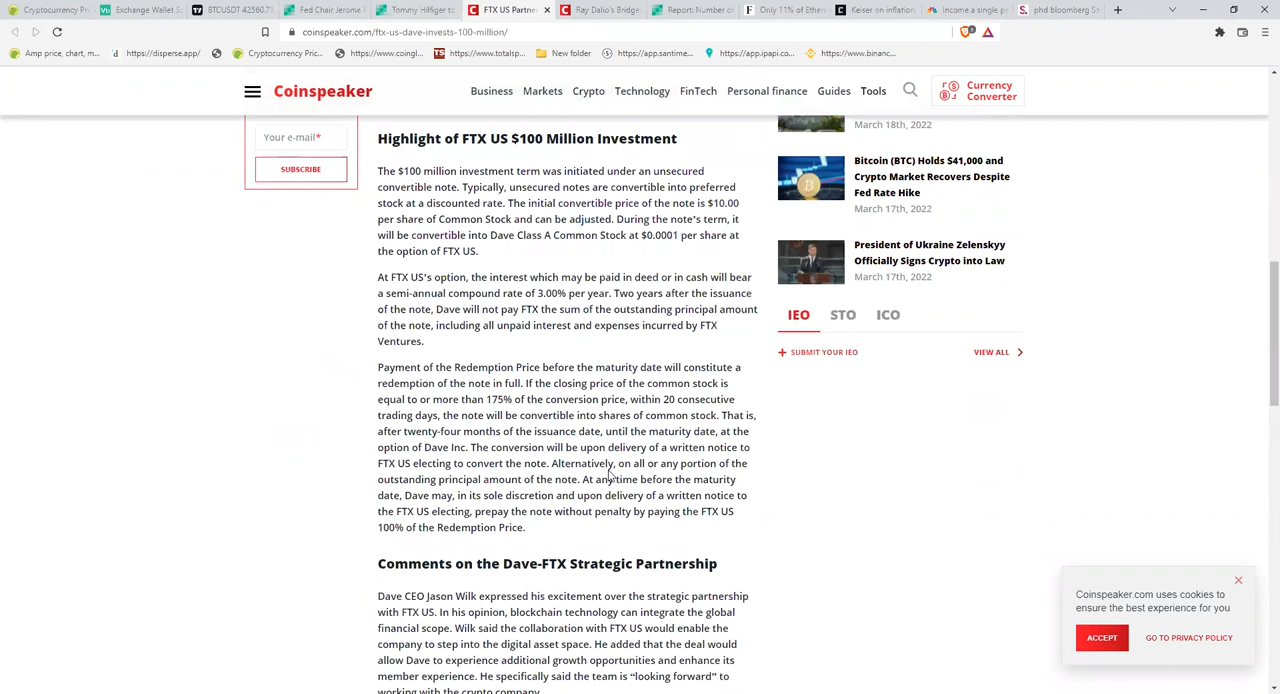 Cryptocurrency Pri
Exchange Wallet S
BTCUSDT 42560.7
Fed Chair Jerome
Tommy Hilfiger t
FTX US Partne
Ray Dalio's Bridge
Report: Number o
Only 11% of Ether
Keiser on inflation
Income a single pe
phd bloomberg S
coinspeaker.com/ftx-us-dave-invests-100-million/
Amp price, chart, m...
https://disperse.app/
Cryptocurrency Pric...
https://www.coingl...
https://www.totalsp...
New folder
https://app.santime...
https://app.ipapi.co...
https://www.binanc...
Coinspeaker
Business
Markets
Crypto
Technology
FinTech
Personal finance
Guides
Tools
Currency
Converter
Your e-mail*
SUBSCRIBE
Highlight of FTX US $100 Million Investment
The $100 million investment term was initiated under an unsecured
convertible note. Typically, unsecured notes are convertible into preferred
stock at a discounted rate. The initial convertible price of the note is $10.00
per share of Common Stock and can be adjusted. During the note's term, it
will be convertible into Dave Class A Common Stock at $0.0001 per share at
the option of FTX US.
At FTX US's option, the interest which may be paid in deed or in cash will bear
a semi-annual compound rate of 3.00% per year. Two years after the issuance
of the note, Dave will not pay FTX the sum of the outstanding principal amount
of the note, including all unpaid interest and expenses incurred by FTX
Ventures.
Payment of the Redemption Price before the maturity date will constitute a
redemption of the note in full. If the closing price of the common stock is
equal to or more than 175% of the conversion price, within 20 consecutive
trading days, the note will be convertible into shares of common stock. That is,
after twenty-four months of the issuance date, until the maturity date, at the
option of Dave Inc. The conversion will be upon delivery of a written notice to
FTX US electing to convert the note. Alternatively, on all or any portion of the
outstanding principal amount of the note. At any time before the maturity
date, Dave may, in its sole discretion and upon delivery of a written notice to
the FTX US electing, prepay the note without penalty by paying the FTX US
100% of the Redemption Price.
Comments on the Dave-FTX Strategic Partnership
Dave CEO Jason Wilk expressed his excitement over the strategic partnership
with FTX US. In his opinion, blockchain technology can integrate the global
financial scope. Wilk said the collaboration with FTX US would enable the
company to step into the digital asset space. He added that the deal would
allow Dave to experience additional growth opportunities and enhance its
member experience. He specifically said the team is "looking forward" to
working with the crypto company.
March 18th, 2022
Bitcoin (BTC) Holds $41,000 and
Crypto Market Recovers Despite
Fed Rate Hike
March 17th, 2022
President of Ukraine Zelenskyy
Officially Signs Crypto into Law
March 17th, 2022
IEO
STO
ICO
+ SUBMIT YOUR IEO
VIEW ALL
Coinspeaker.com uses cookies to
ensure the best experience for you
ACCEPT
GO TO PRIVACY POLICY